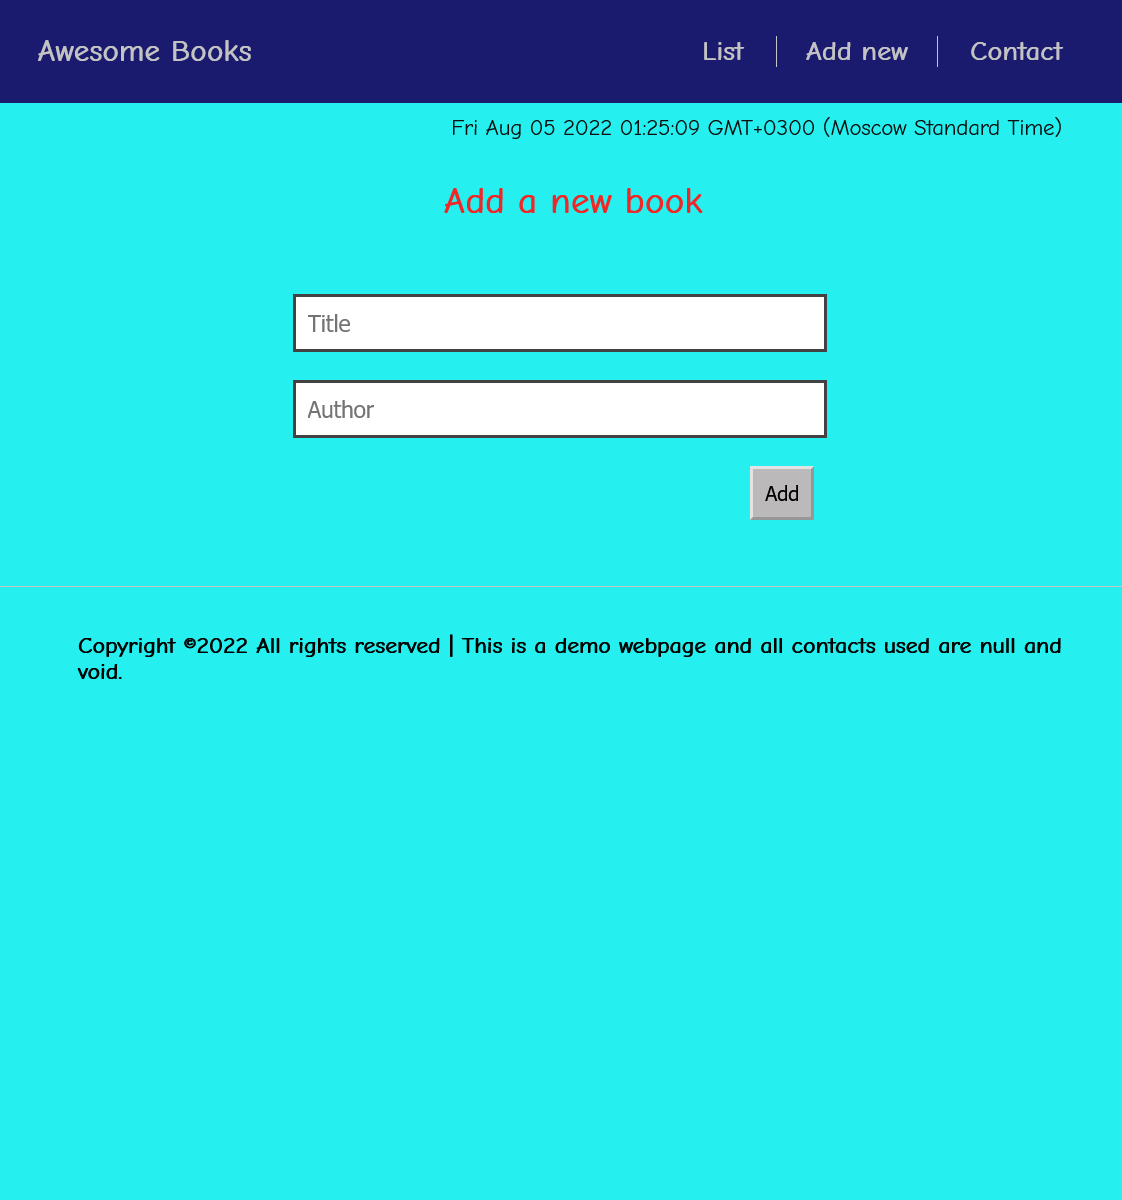 Awesome Books
List
Add new
Contact
Fri Aug 05 2022 01:25:09 GMT+0300 (Moscow Standard Time)
Add a new book
Title
Author
Add
Copyright ©2022 All rights reserved | This is a demo webpage and all contacts used are null and
void.